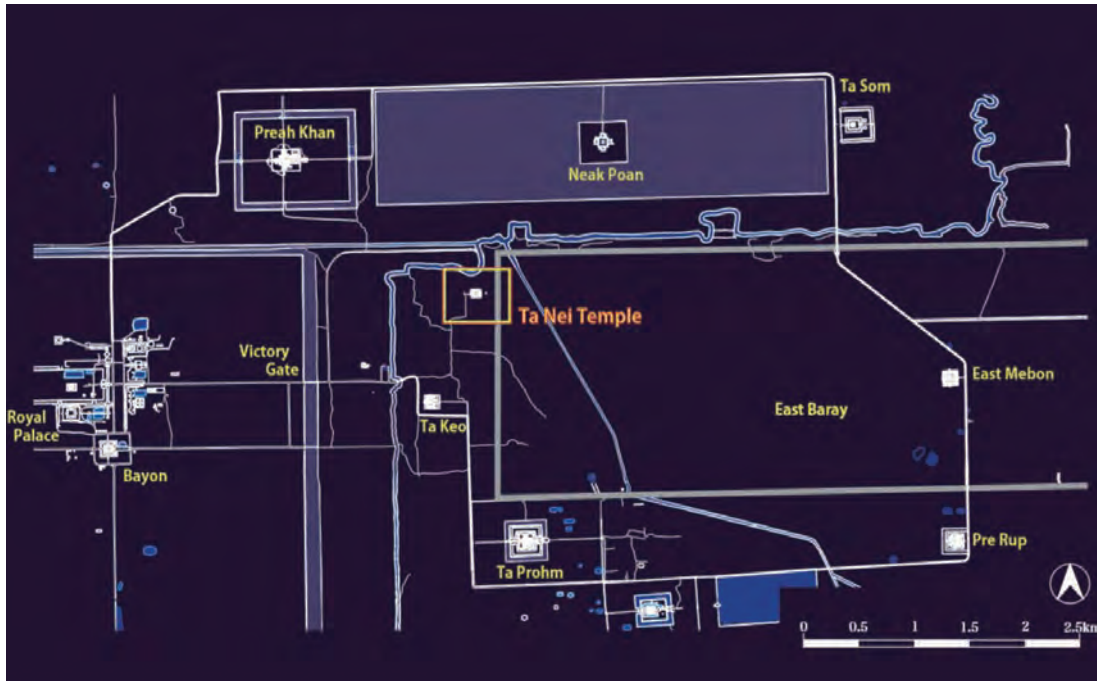 Ta Som
Preah Khan
Neak Poan
Ta Nei Temple
Victory
Gate
East Mebon
Royal
Palace
Ta Keo
East Baray
Bayon
Pre Rup
Ta Prohm
0 0.5 1 1.5 2 2.5km